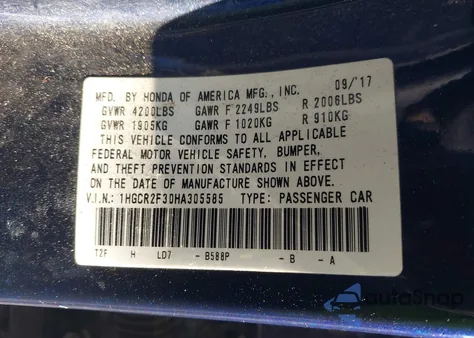 MFD. BY HONDA OF AMERICA MFG., INC. 09/'17
GVWR 4200LBS GAWR F 2249LBS R 2006LBS
GVWR 1905KG GAWR F 1020KG R 910KG
THIS VEHICLE CONFORMS TO ALL APPLICABLE
FEDERAL MOTOR VEHICLE SAFETY, BUMPER,
AND THEFT PREVENTION STANDARDS IN EFFECT
ON THE DATE OF MANUFACTURE SHOWN ABOVE.
V.I.N.: 1HGCR2F30HA305585 TYPE: PASSENGER CAR
T2F H LD7 - B588P - B - A
autoSnap